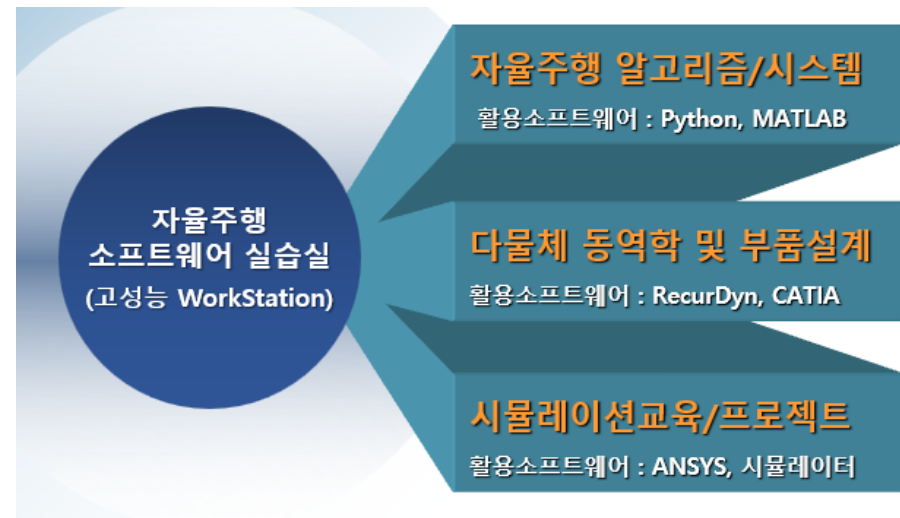 자율주행
소프트웨어 실습실
(고성능 WorkStation)
자율주행 알고리즘/시스템
활용소프트웨어 : Python, MATLAB
다물체 동역학 및 부품설계
활용소프트웨어 : RecurDyn, CATIA
시뮬레이션교육/프로젝트
활용소프트웨어 : ANSYS, 시뮬레이터